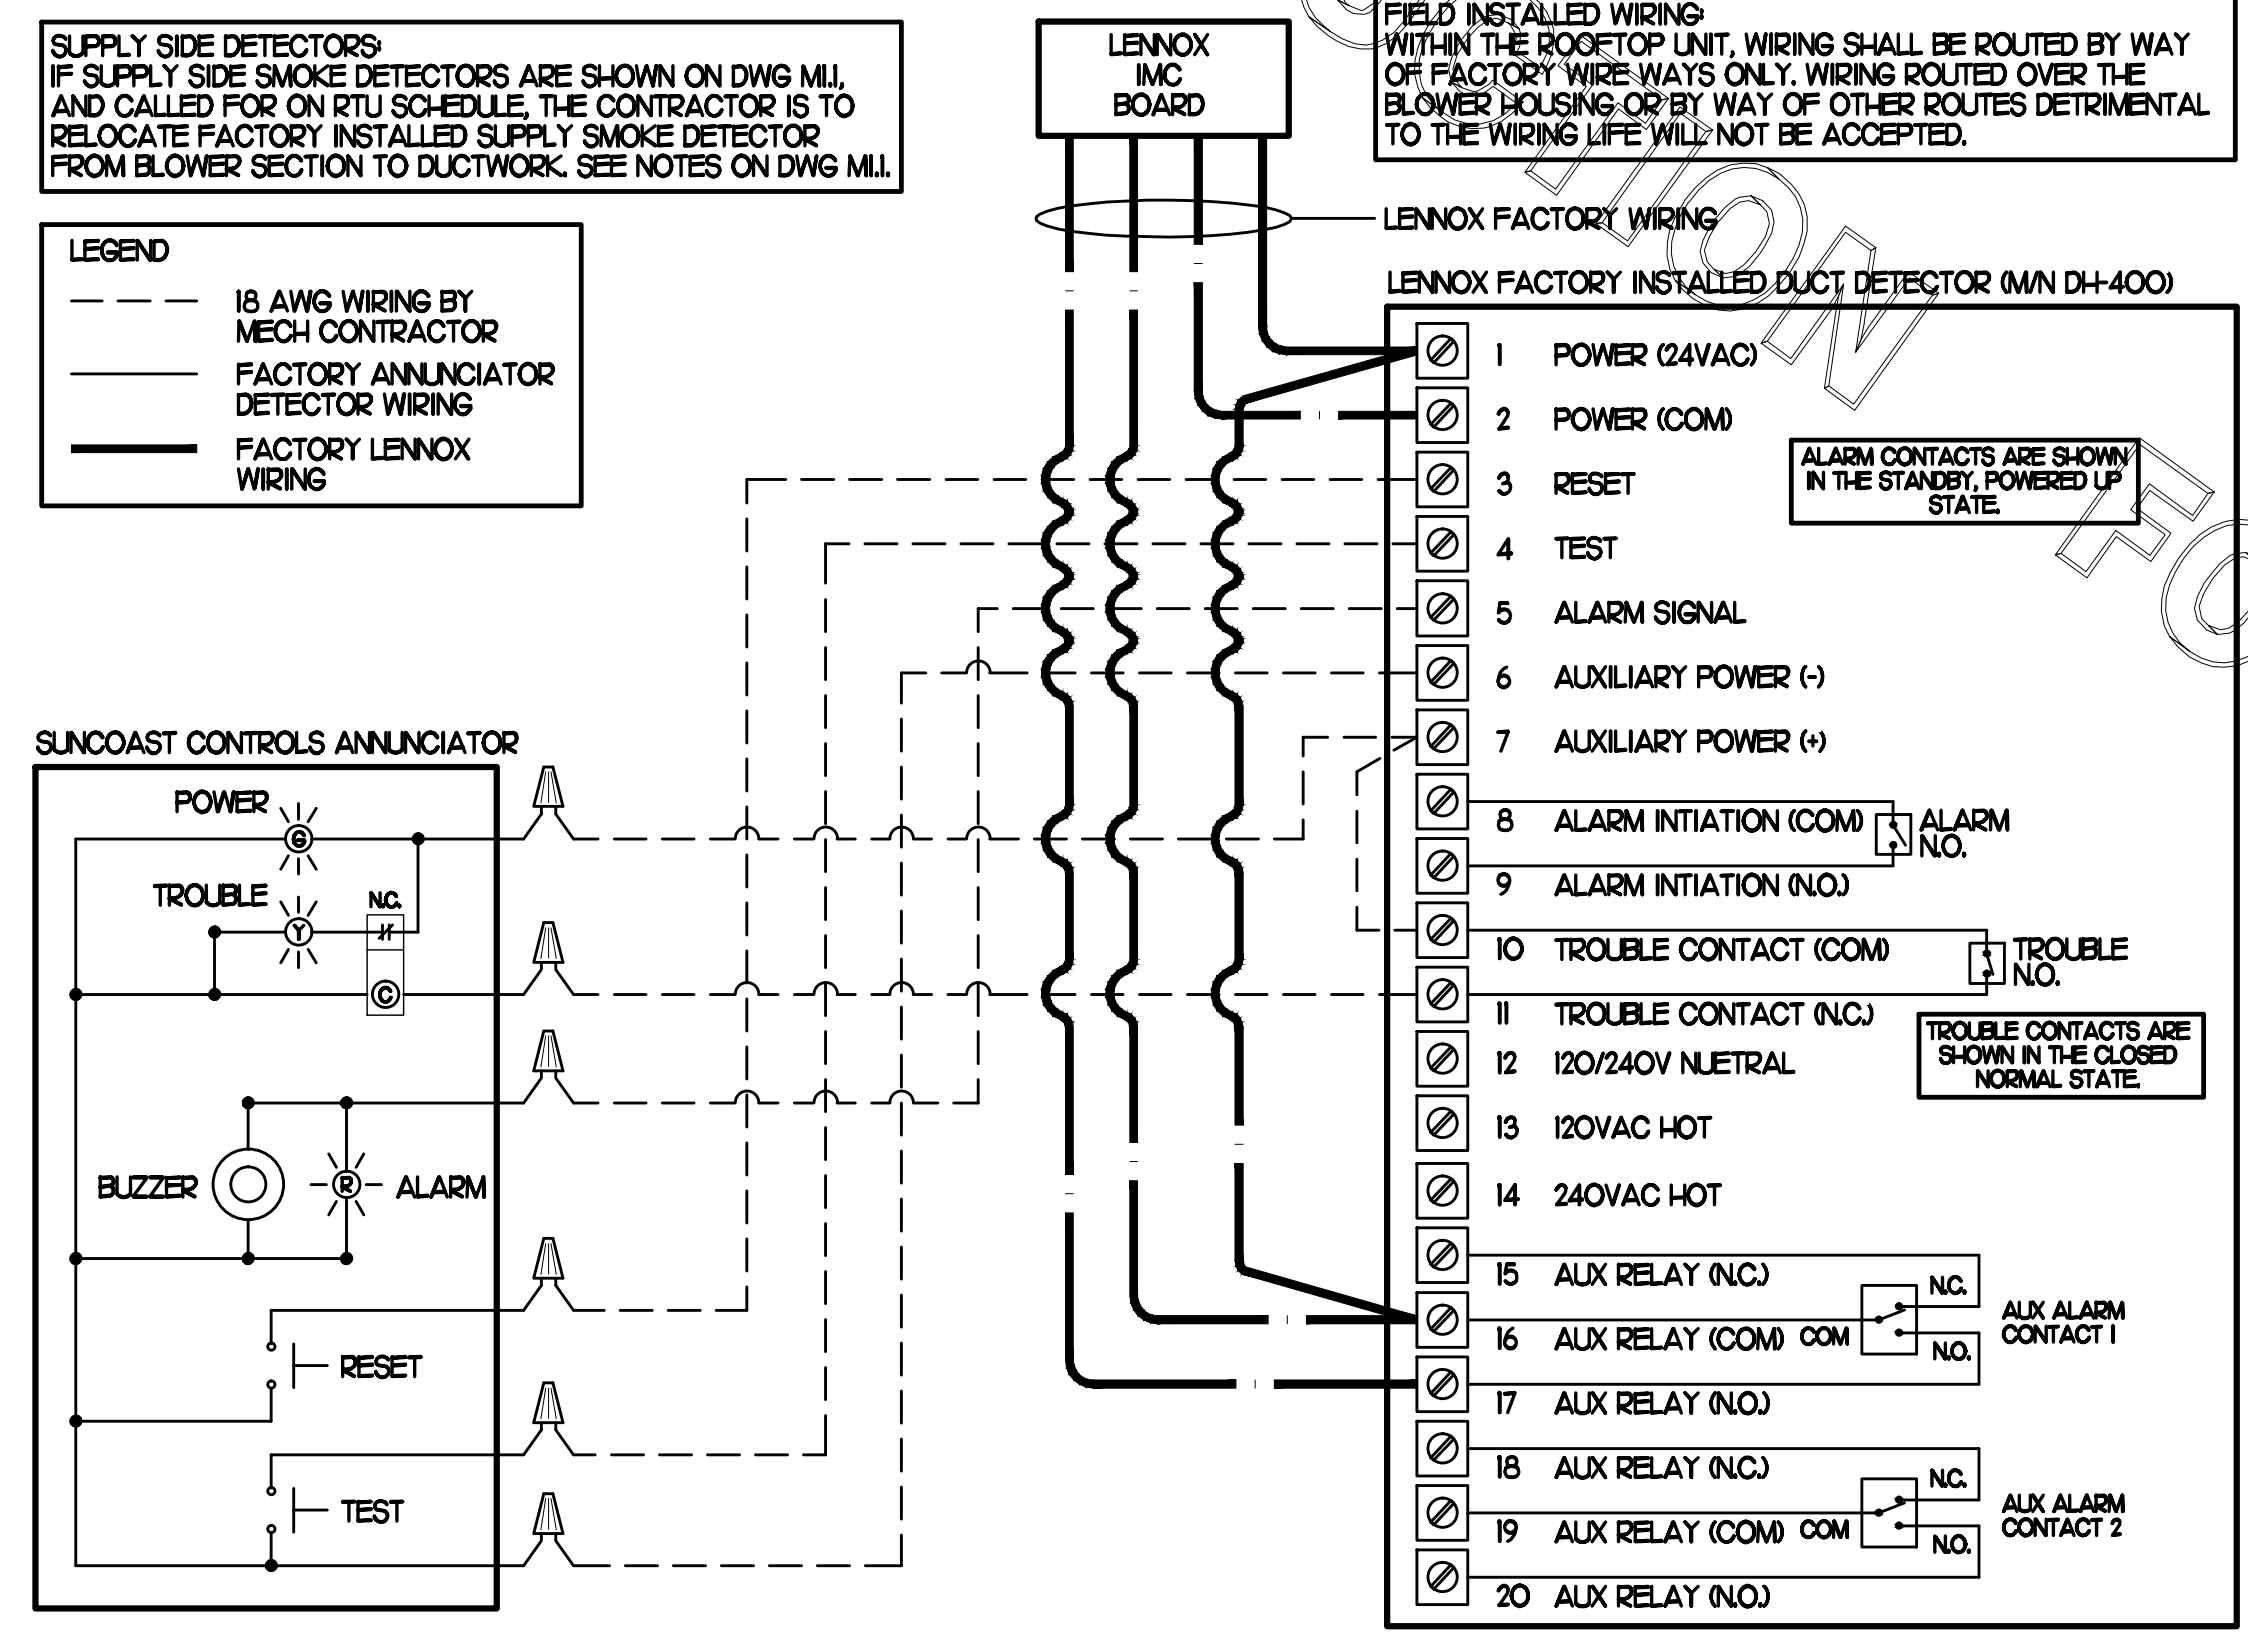 SUPPLY SIDE DETECTORS:
IF SUPPLY SIDE SMOKE DETECTORS ARE SHOWN ON DWG M1.1,
AND CALLED FOR ON RTU SCHEDULE, THE CONTRACTOR IS TO
RELOCATE FACTORY INSTALLED SUPPLY SMOKE DETECTOR
FROM BLOWER SECTION TO DUCTWORK. SEE NOTES ON DWG M1.1.
LENNOX
IMC
BOARD
FIELD INSTALLED WIRING:
WITHIN THE ROOFTOP UNIT, WIRING SHALL BE ROUTED BY WAY
OF FACTORY WIRE WAYS ONLY. WIRING ROUTED OVER THE
BLOWER HOUSING OR BY WAY OF OTHER ROUTES DETRIMENTAL
TO THE WIRING LIFE WILL NOT BE ACCEPTED.
LENNOX FACTORY WIRING
LEGEND
18 AWG WIRING BY
MECH CONTRACTOR
FACTORY ANNUNCIATOR
DETECTOR WIRING
FACTORY LENNOX
WIRING
LENNOX FACTORY INSTALLED DUCT DETECTOR (M/N DH-400)
1 POWER (24VAC)
2 POWER (COM)
ALARM CONTACTS ARE SHOWN
IN THE STANDBY, POWERED UP
STATE.
3 RESET
4 TEST
5 ALARM SIGNAL
6 AUXILIARY POWER (-)
7 AUXILIARY POWER (+)
8 ALARM INTIATION (COM)
ALARM
N.O.
9 ALARM INTIATION (N.O.)
10 TROUBLE CONTACT (COM)
TROUBLE
N.O.
11 TROUBLE CONTACT (N.C.)
TROUBLE CONTACTS ARE
SHOWN IN THE CLOSED
NORMAL STATE.
12 120/240V NUETRAL
13 120VAC HOT
14 240VAC HOT
15 AUX RELAY (N.C.)
N.C.
16 AUX RELAY (COM) COM
AUX ALARM
CONTACT 1
N.O.
17 AUX RELAY (N.O.)
18 AUX RELAY (N.C.)
N.C.
19 AUX RELAY (COM) COM
AUX ALARM
CONTACT 2
N.O.
20 AUX RELAY (N.O.)
SUNCOAST CONTROLS ANNUNCIATOR
POWER
G
TROUBLE
N.C.
Y
C
BUZZER
R
ALARM
RESET
TEST